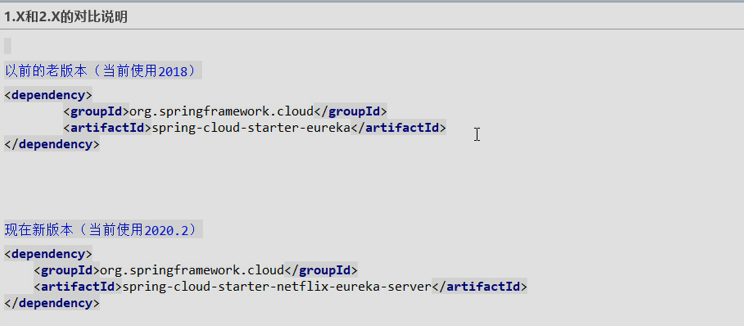 1.X和2.X的对比说明
以前的老版本（当前使用2018）
<dependency>
<groupId>org.springframework.cloud</groupId>
<artifactId>spring-cloud-starter-eureka</artifactId>
</dependency>
现在新版本（当前使用2020.2）
<dependency>
<groupId>org.springframework.cloud</groupId>
<artifactId>spring-cloud-starter-netflix-eureka-server</artifactId>
</dependency>